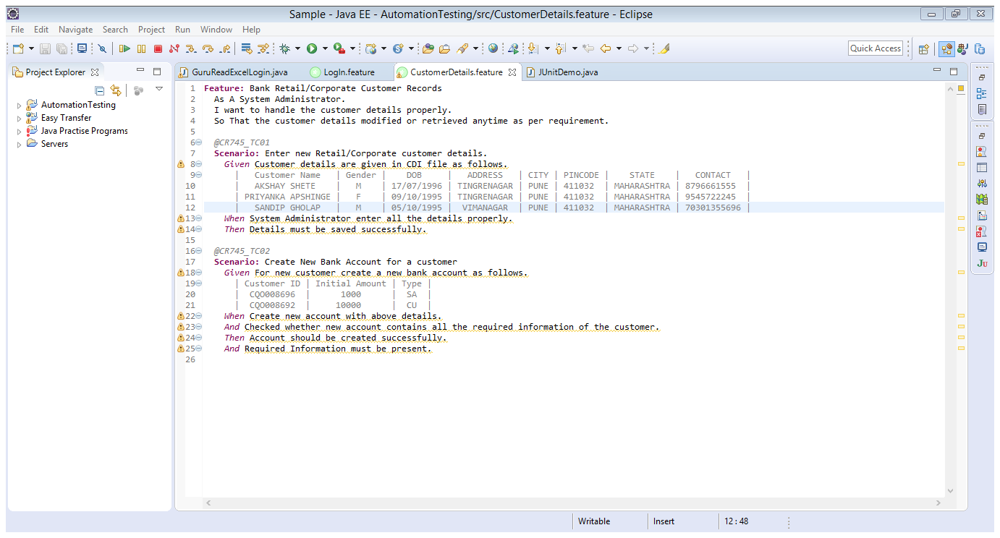 Sample - Java EE - AutomationTesting/src/CustomerDetails.feature - Eclipse
File Edit Navigate Search Project Run Window Help
Quick Access
Project Explorer
AutomationTesting
Easy Transfer
Java Practise Programs
Servers
GuruReadExcelLogin.java LogIn.feature CustomerDetails.feature JUnitDemo.java
1 Feature: Bank Retail/Corporate Customer Records
2 As A System Administrator.
3 I want to handle the customer details properly.
4 So That the customer details modified or retrieved anytime as per requirement.
5
6 @CR745_TC01
7 Scenario: Enter new Retail/Corporate customer details.
8 Given Customer details are given in CDI file as follows.
9 | Customer Name | Gender | DOB | ADDRESS | CITY | PINCODE | STATE | CONTACT |
10 | AKSHAY SHETE | M | 17/07/1996 | TINGRENAGAR | PUNE | 411032 | MAHARASHTRA | 8796661555 |
11 | PRIYANKA APSHINGE | F | 09/10/1995 | TINGRENAGAR | PUNE | 411032 | MAHARASHTRA | 9545722245 |
12 | SANDIP GHOLAP | M | 05/10/1995 | VIMANAGAR | PUNE | 411032 | MAHARASHTRA | 70301355696 |
13 When System Administrator enter all the details properly.
14 Then Details must be saved successfully.
15
16 @CR745_TC02
17 Scenario: Create New Bank Account for a customer
18 Given For new customer create a new bank account as follows.
19 | Customer ID | Initial Amount | Type |
20 | CQO008696 | 1000 | SA |
21 | CQO008692 | 10000 | CU |
22 When Create new account with above details.
23 And Checked whether new account contains all the required information of the customer.
24 Then Account should be created successfully.
25 And Required Information must be present.
26
Writable Insert 12 : 48